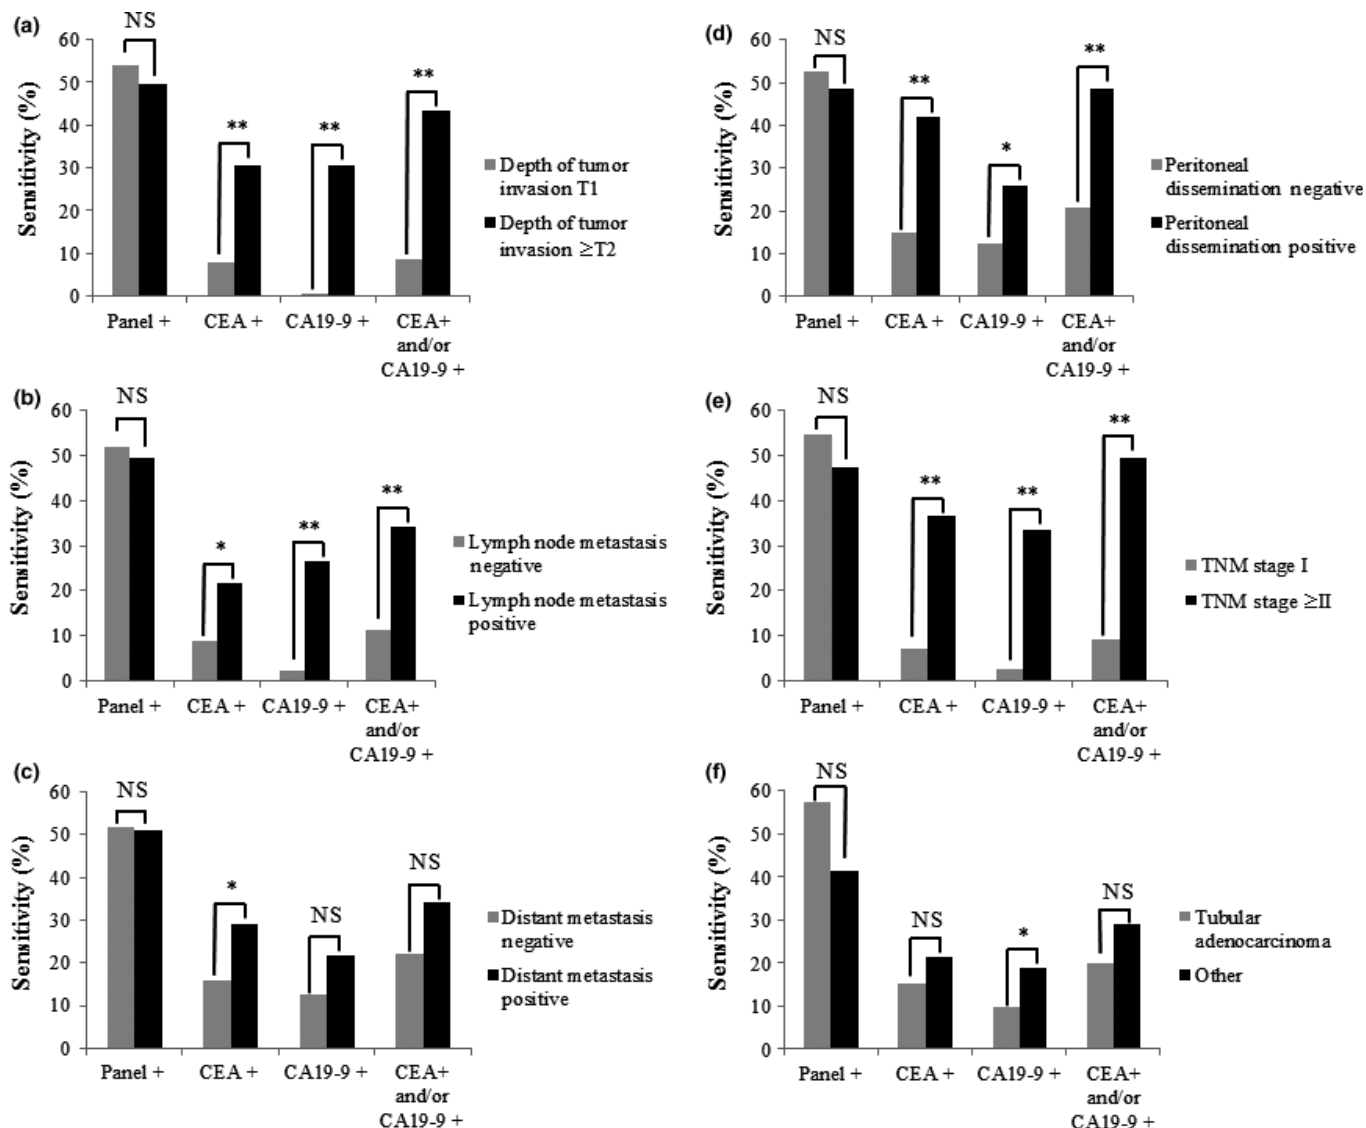 (a)
NS
**
**
**
Sensitivity (%)
60
50
40
30
20
10
0
Panel +
CEA +
CA19-9 +
CEA+
and/or
CA19-9 +
Depth of tumor
invasion T1
Depth of tumor
invasion ≥T2
(b)
NS
*
**
**
Sensitivity (%)
60
50
40
30
20
10
0
Panel +
CEA +
CA19-9 +
CEA+
and/or
CA19-9 +
Lymph node metastasis
negative
Lymph node metastasis
positive
(c)
NS
*
NS
NS
Sensitivity (%)
60
50
40
30
20
10
0
Panel +
CEA +
CA19-9 +
CEA+
and/or
CA19-9 +
Distant metastasis
negative
Distant metastasis
positive
(d)
NS
**
*
**
Sensitivity (%)
60
50
40
30
20
10
0
Panel +
CEA +
CA19-9 +
CEA+
and/or
CA19-9 +
Peritoneal
dissemination negative
Peritoneal
dissemination positive
(e)
NS
**
**
**
Sensitivity (%)
60
50
40
30
20
10
0
Panel +
CEA +
CA19-9 +
CEA+
and/or
CA19-9 +
TNM stage I
TNM stage ≥II
(f)
NS
NS
*
NS
Sensitivity (%)
60
50
40
30
20
10
0
Panel +
CEA +
CA19-9 +
CEA+
and/or
CA19-9 +
Tubular
adenocarcinoma
Other